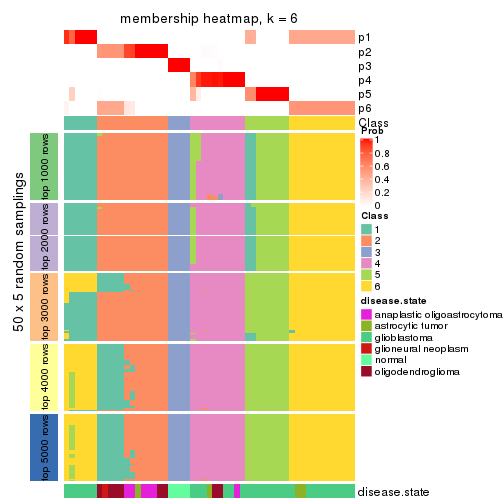 membership heatmap, k = 6
p1
p2
p3
p4
p5
p6
Class
50 x 5 random samplings
top 1000 rows
top 2000 rows
top 3000 rows
top 4000 rows
top 5000 rows
disease.state
Prob
1
0.8
0.6
0.4
0.2
0
Class
1
2
3
4
5
6
disease.state
anaplastic oligoastrocytoma
astrocytic tumor
glioblastoma
glioneural neoplasm
normal
oligodendroglioma